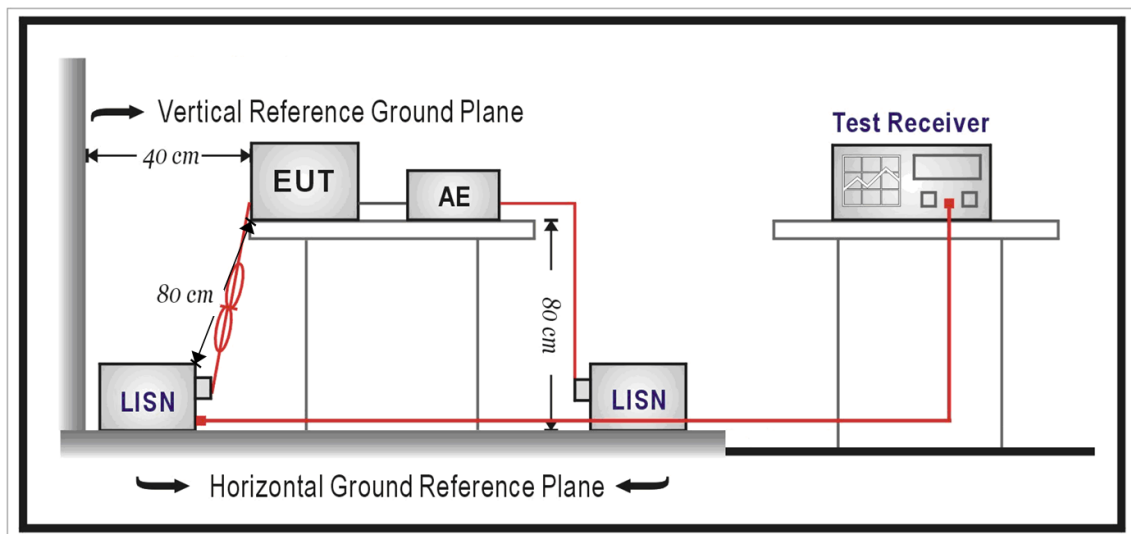 Vertical Reference Ground Plane
Test Receiver
40 cm
EUT
AE
80 cm
80 cm
LISN
LISN
Horizontal Ground Reference Plane